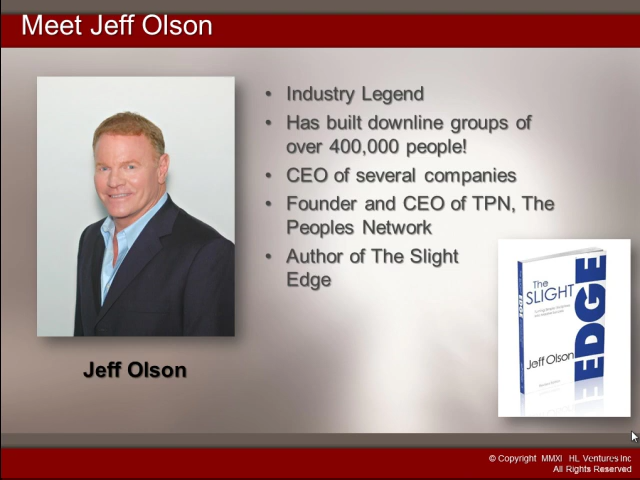 Meet Jeff Olson
• Industry Legend
• Has built downline groups of
over 400,000 people!
• CEO of several companies
• Founder and CEO of TPN, The
Peoples Network
• Author of The Slight
Edge
Jeff Olson
The
SLIGHT
EDGE
Jeff Olson
© Copyright MMXI HL Ventures Inc
All Rights Reserved